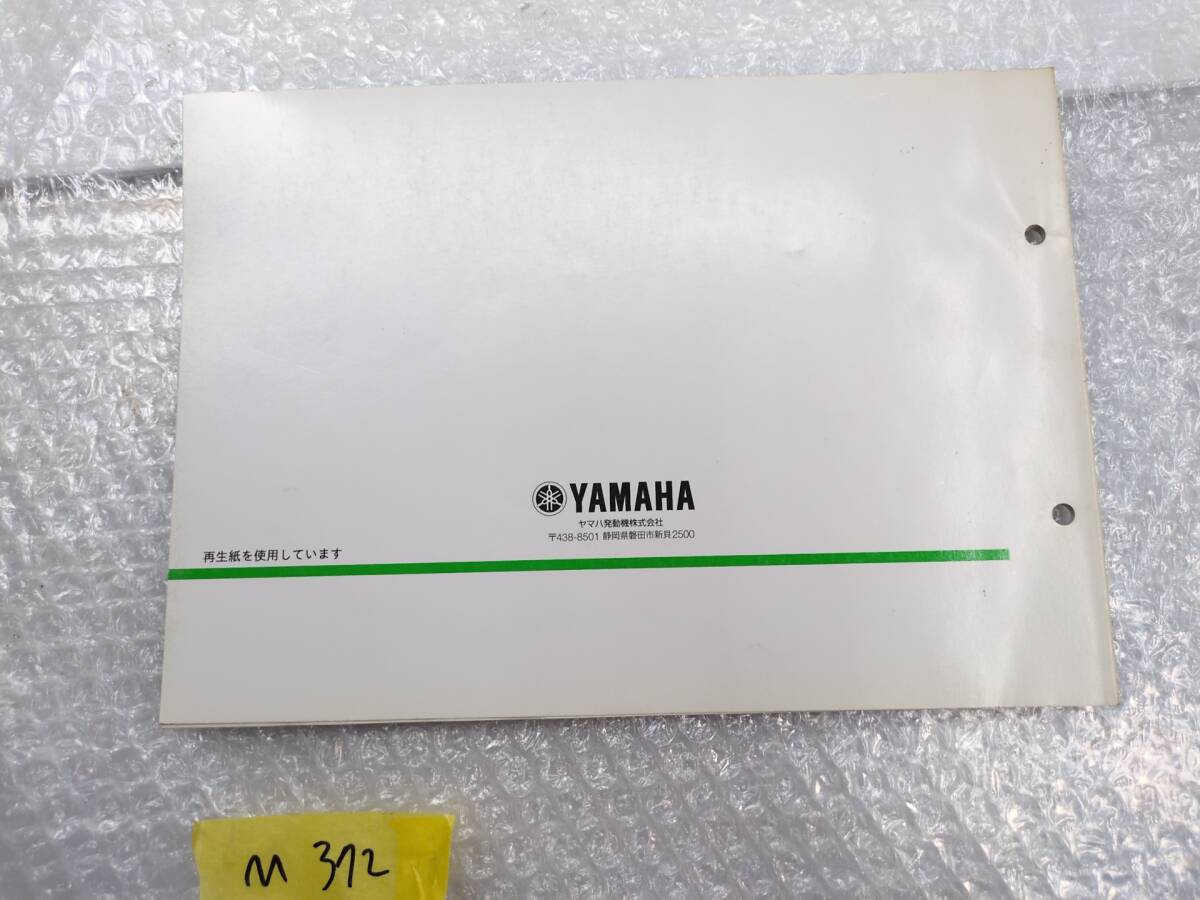 YAMAHA
ヤマハ発動機株式会社
〒438-8501 静岡県磐田市新貝2500
再生紙を使用しています
M 372